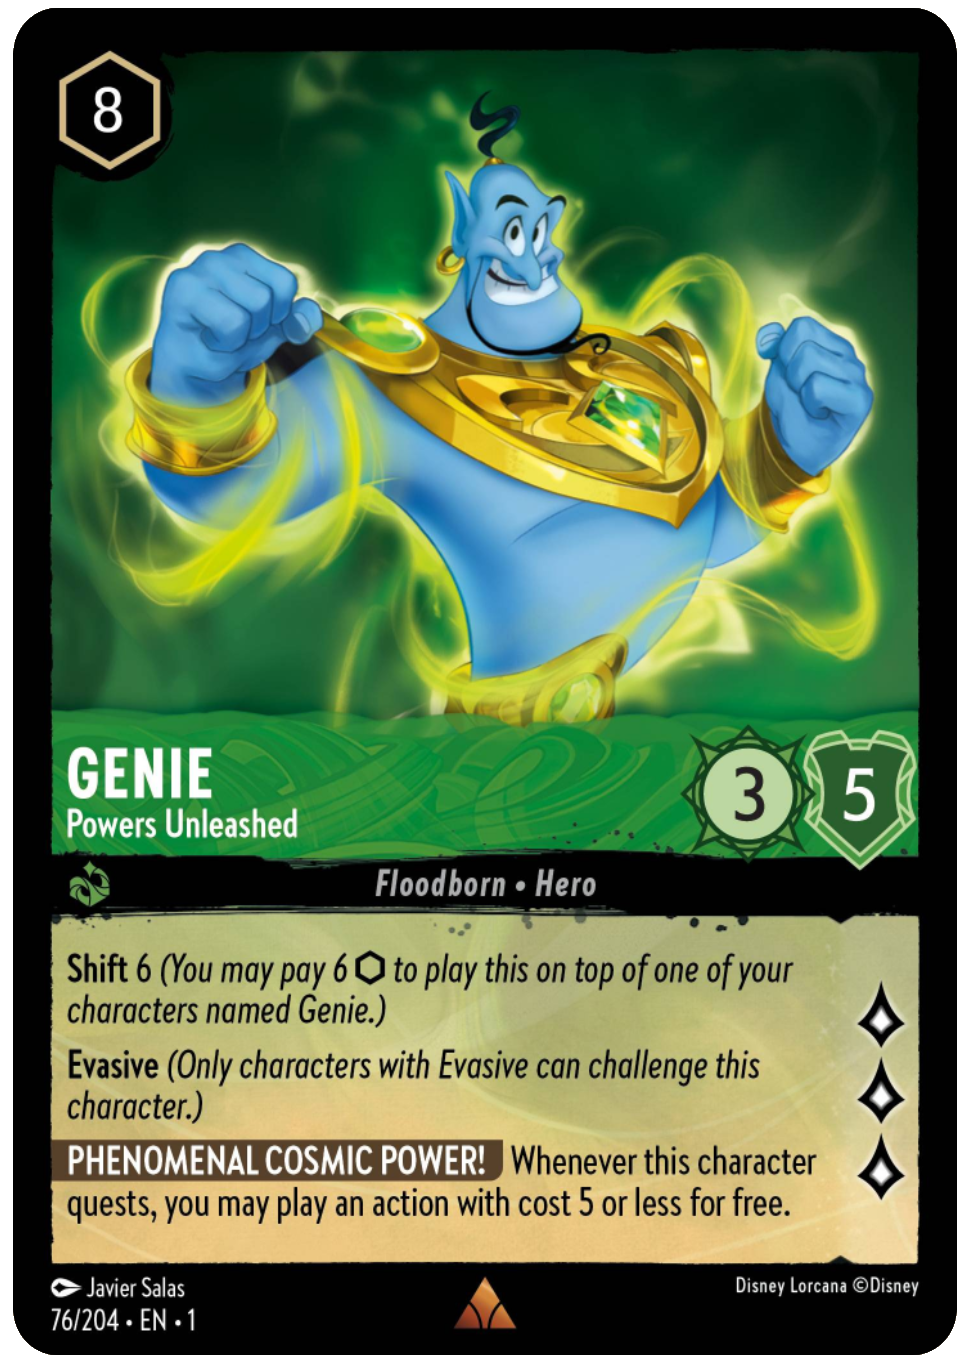 8
GENIE
Powers Unleashed
3
5
Floodborn • Hero
Shift 6 (You may pay 6 ⬡ to play this on top of one of your
characters named Genie.)
Evasive (Only characters with Evasive can challenge this
character.)
PHENOMENAL COSMIC POWER! Whenever this character
quests, you may play an action with cost 5 or less for free.
Javier Salas
Disney Lorcana ©Disney
76/204 • EN • 1